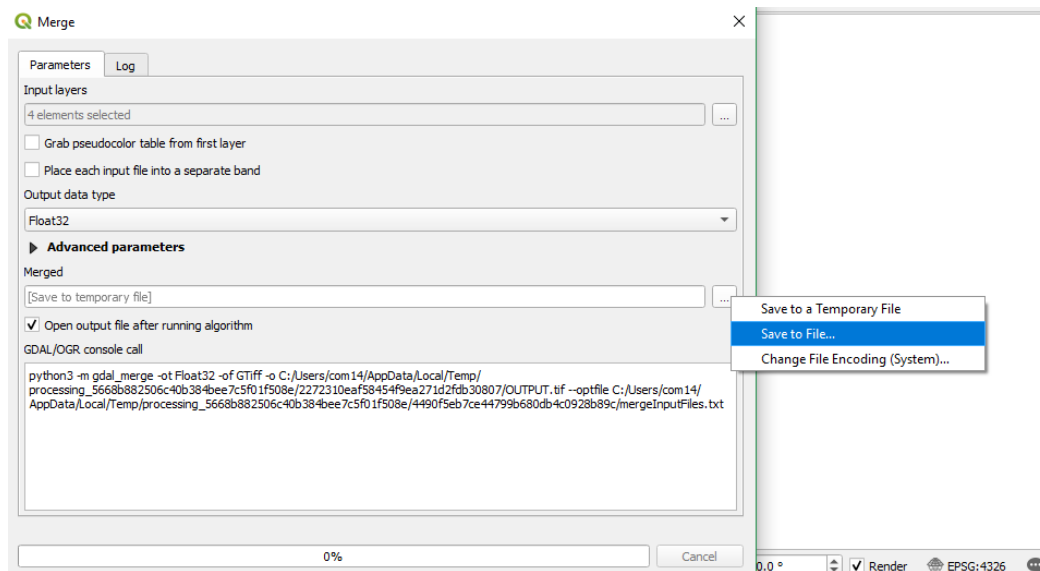 Merge
Parameters
Log
Input layers
4 elements selected
...
Grab pseudocolor table from first layer
Place each input file into a separate band
Output data type
Float32
Advanced parameters
Merged
[Save to temporary file]
...
Save to a Temporary File
Save to File...
Change File Encoding (System)...
Open output file after running algorithm
GDAL/OGR console call
python3 -m gdal_merge -ot Float32 -of GTiff -o C:/Users/com14/AppData/Local/Temp/
processing_5668b882506c40b384bee7c5f01f508e/2272310eaf58454f9ea271d2fdb30807/OUTPUT.tif --optfile C:/Users/com14/
AppData/Local/Temp/processing_5668b882506c40b384bee7c5f01f508e/4490f5eb7ce44799b680db4c0928b89c/mergeInputFiles.txt
0%
Cancel
0.0 °
Render
EPSG:4326